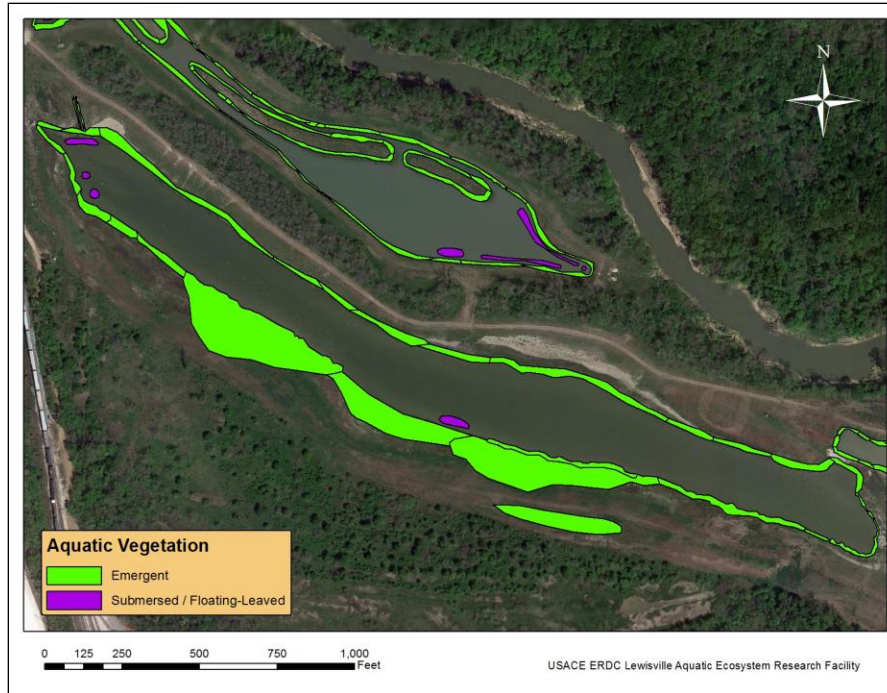 N
Aquatic Vegetation
Emergent
Submersed / Floating-Leaved
0 125 250 500 750 1,000
Feet
USACE ERDC Lewisville Aquatic Ecosystem Research Facility